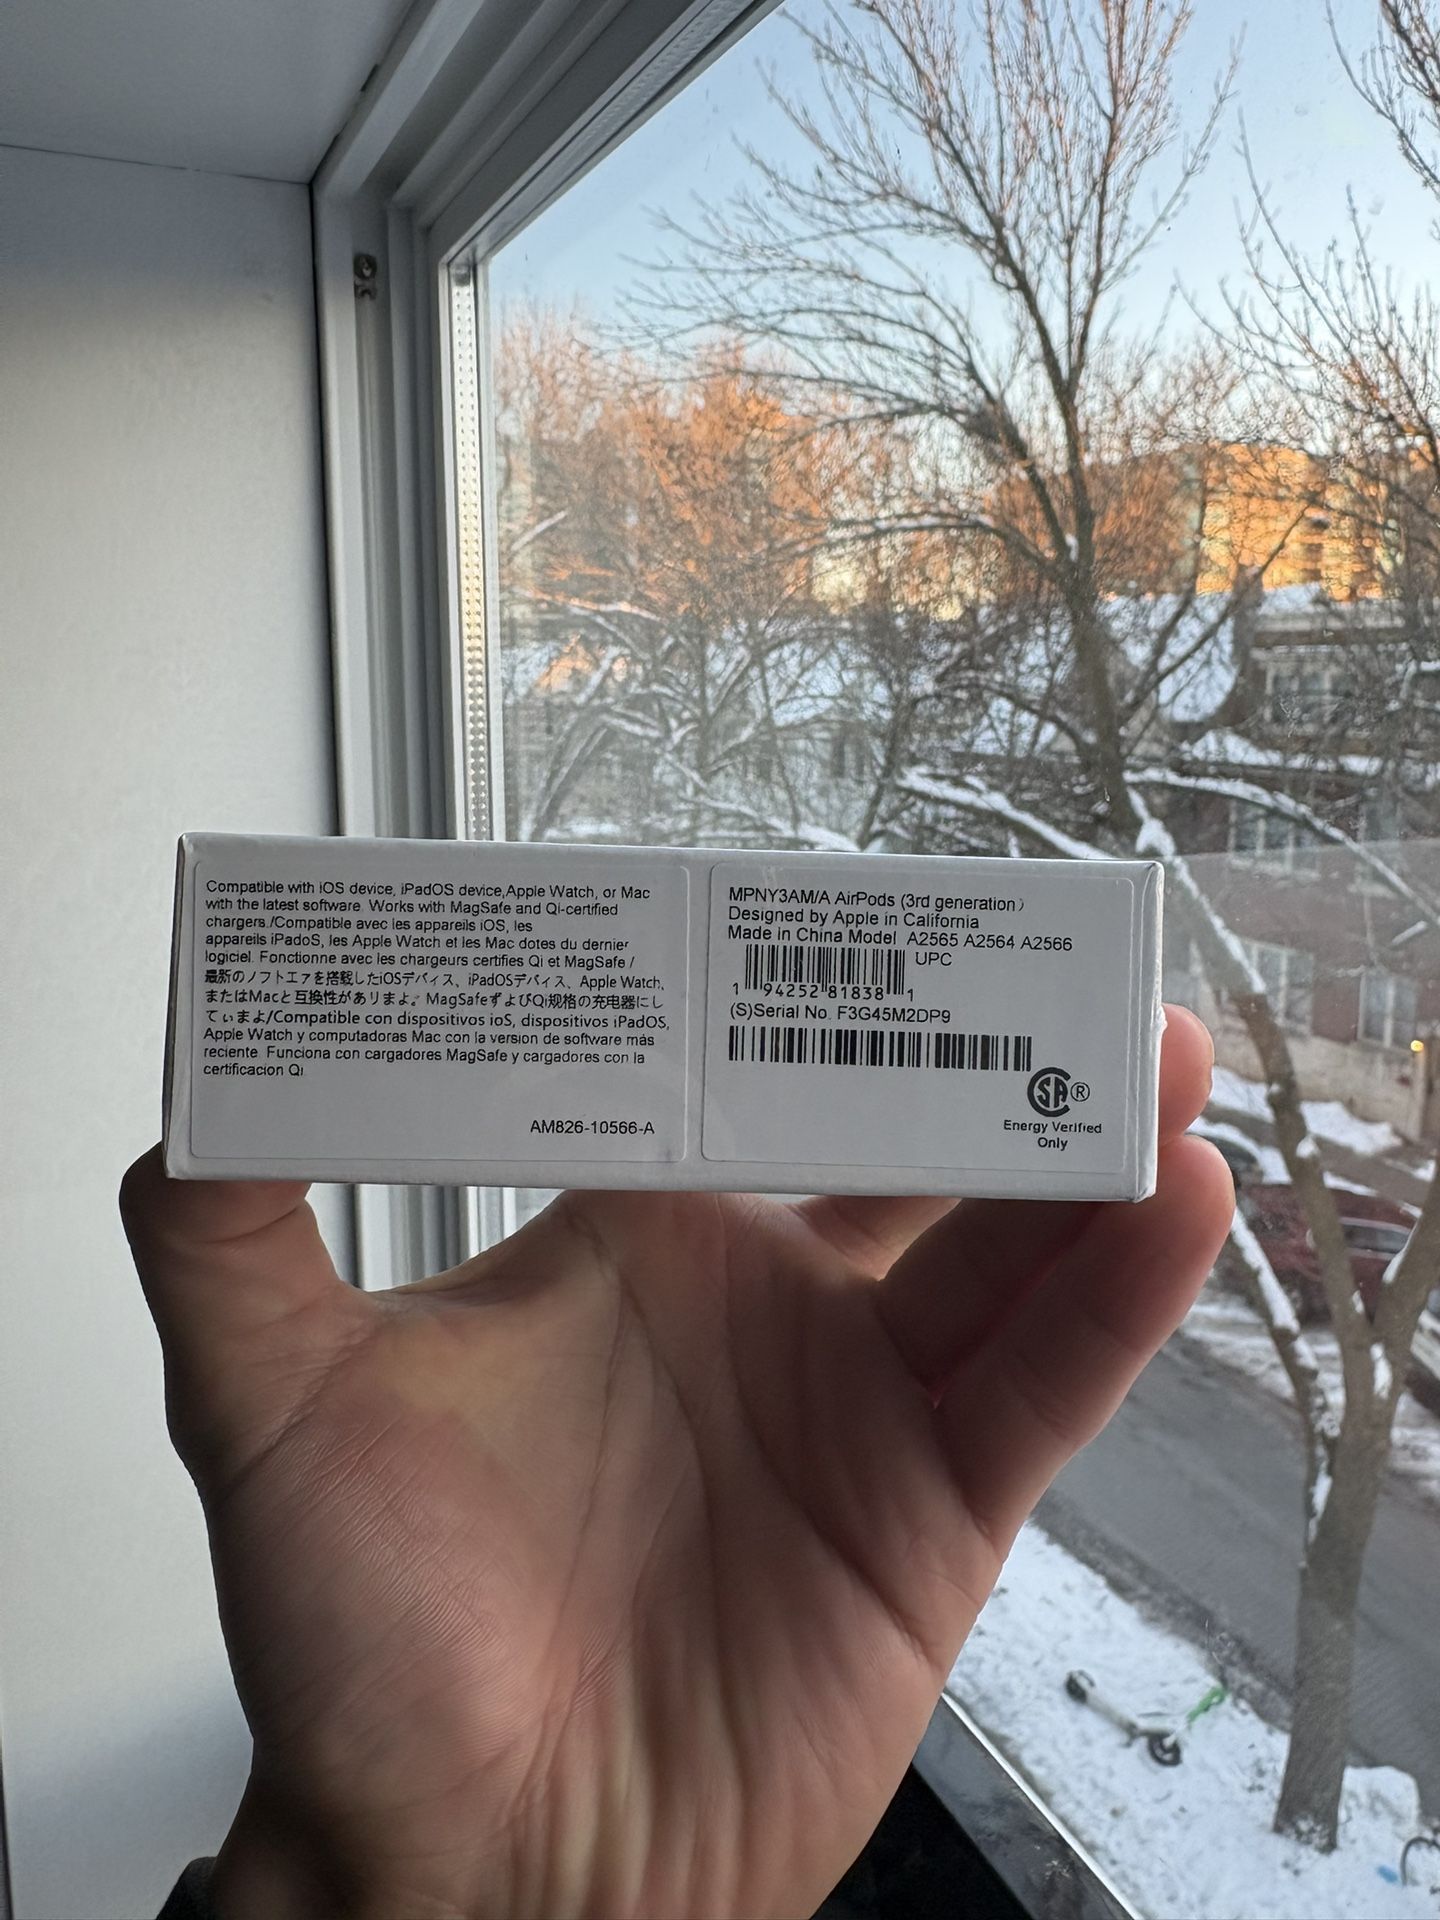 Compatible with iOS device, iPadOS device,Apple Watch, or Mac
with the latest software. Works with MagSafe and Qi-certified
chargers./Compatible avec les appareils iOS, les
appareils iPadoS, les Apple Watch et les Mac dotes du dernier
logiciel. Fonctionne avec les chargeurs certifies Qi et MagSafe /
最新のノフトエァを搭載したiOSデバイス、iPadOSデバイス、Apple Watch,
またはMacと互換性があリまよ。MagSafeずよびQi规格の充电器にし
てぃまよ/Compatible con dispositivos ioS, dispositivos iPadOS,
Apple Watch y computadoras Mac con la version de software más
reciente. Funciona con cargadores MagSafe y cargadores con la
certificacion Qi
AM826-10566-A
MPNY3AM/A AirPods (3rd generation)
Designed by Apple in California
Made in China Model A2565 A2564 A2566
UPC
1 94252 81838 1
(S)Serial No. F3G45M2DP9
SA®
Energy Verified
Only